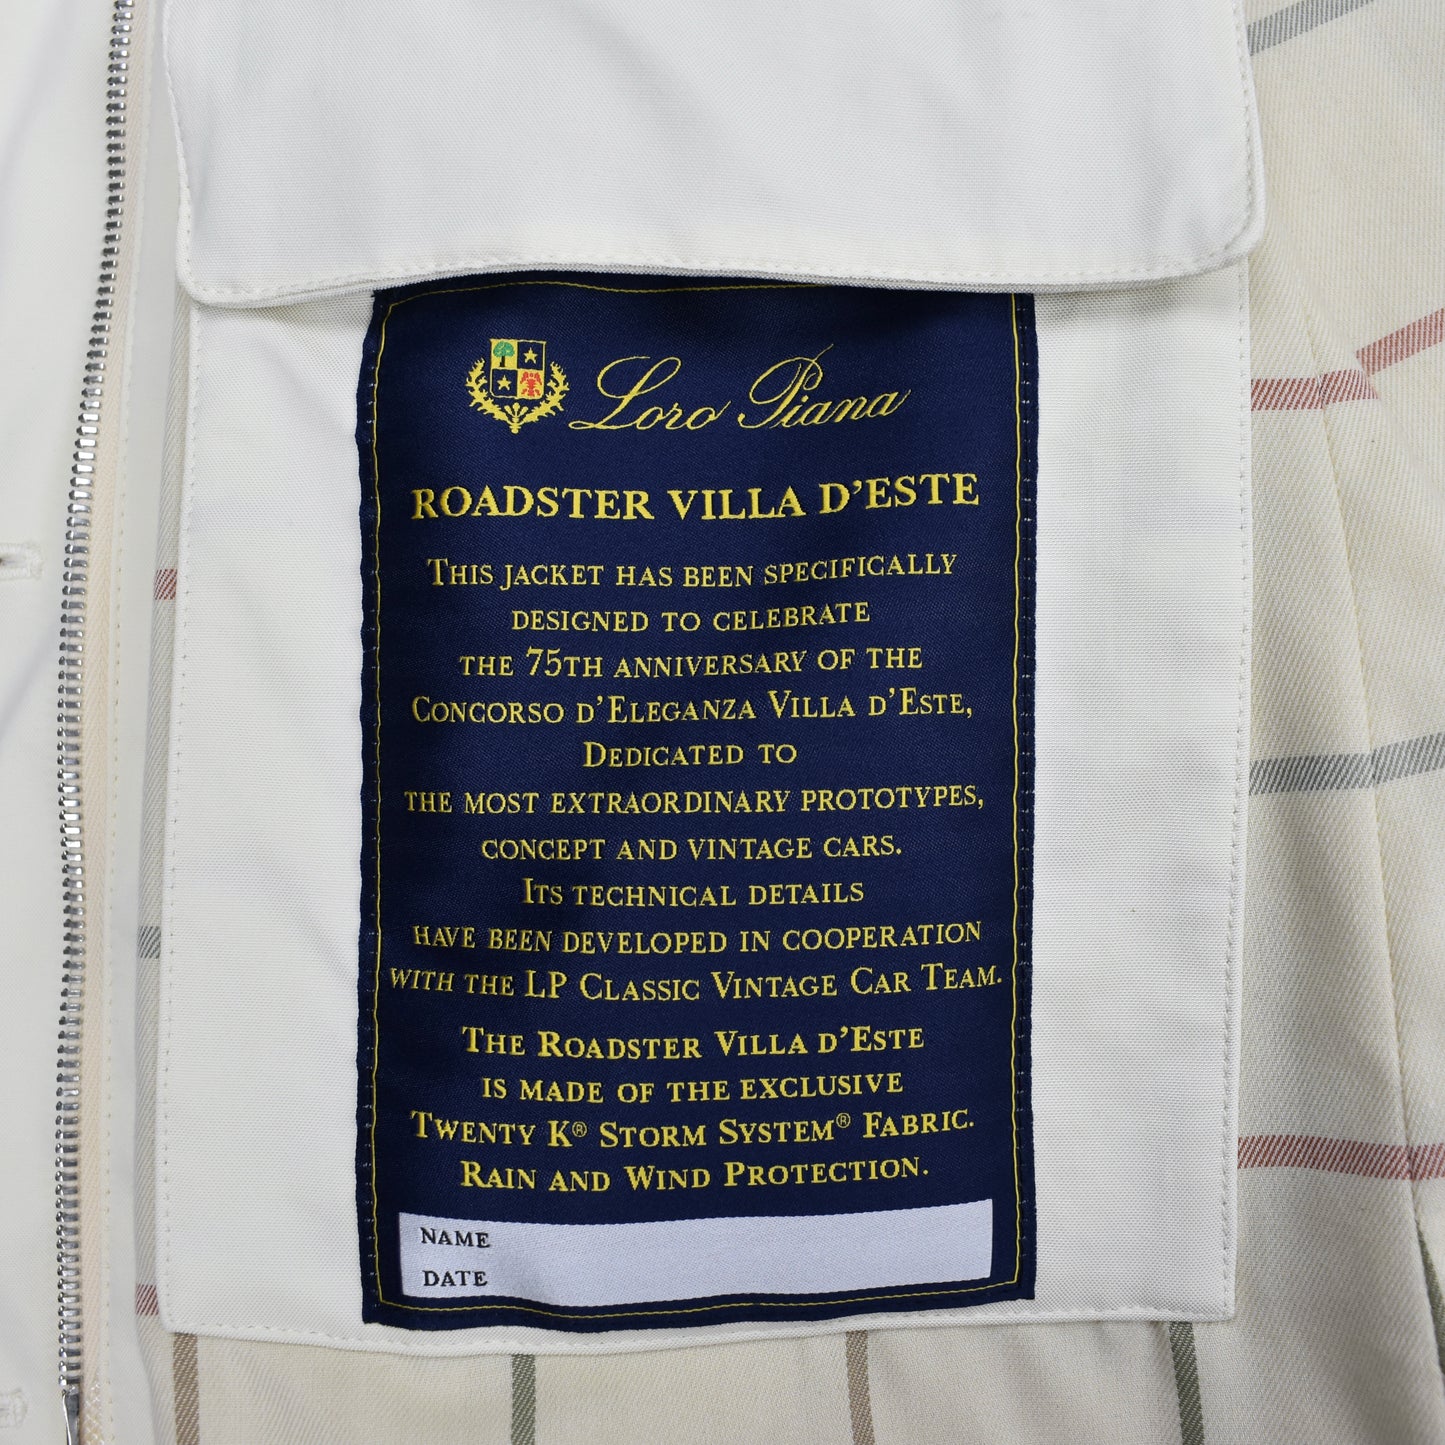 Loro Piana
ROADSTER VILLA D'ESTE
THIS JACKET HAS BEEN SPECIFICALLY
DESIGNED TO CELEBRATE
THE 75TH ANNIVERSARY OF THE
CONCORSO D'ELEGANZA VILLA D'ESTE,
DEDICATED TO
THE MOST EXTRAORDINARY PROTOTYPES,
CONCEPT AND VINTAGE CARS.
ITS TECHNICAL DETAILS
HAVE BEEN DEVELOPED IN COOPERATION
WITH THE LP CLASSIC VINTAGE CAR TEAM.
THE ROADSTER VILLA D'ESTE
IS MADE OF THE EXCLUSIVE
TWENTY K® STORM SYSTEM® FABRIC.
RAIN AND WIND PROTECTION.
NAME
DATE